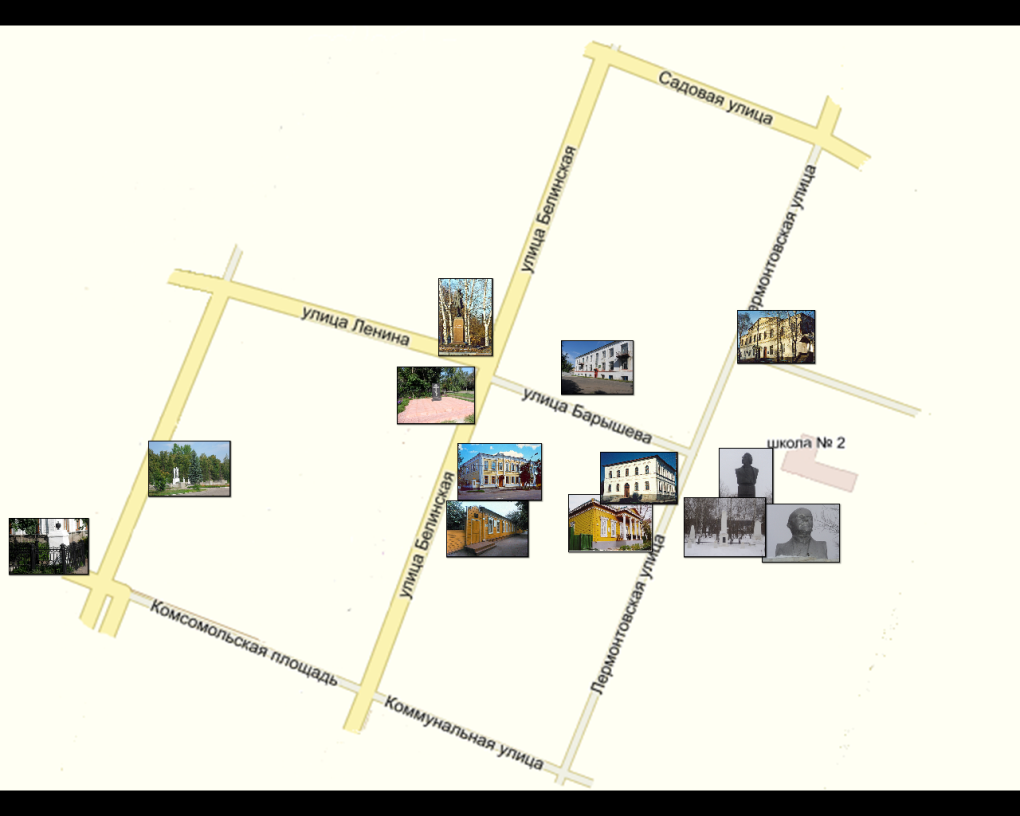 Садовая улица
улица Белинская
ермонтовская улица
улица Ленина
улица Барышева
школа № 2
улица Белинская
Лермонтовская улица
Комсомольская площадь
Коммунальная улица